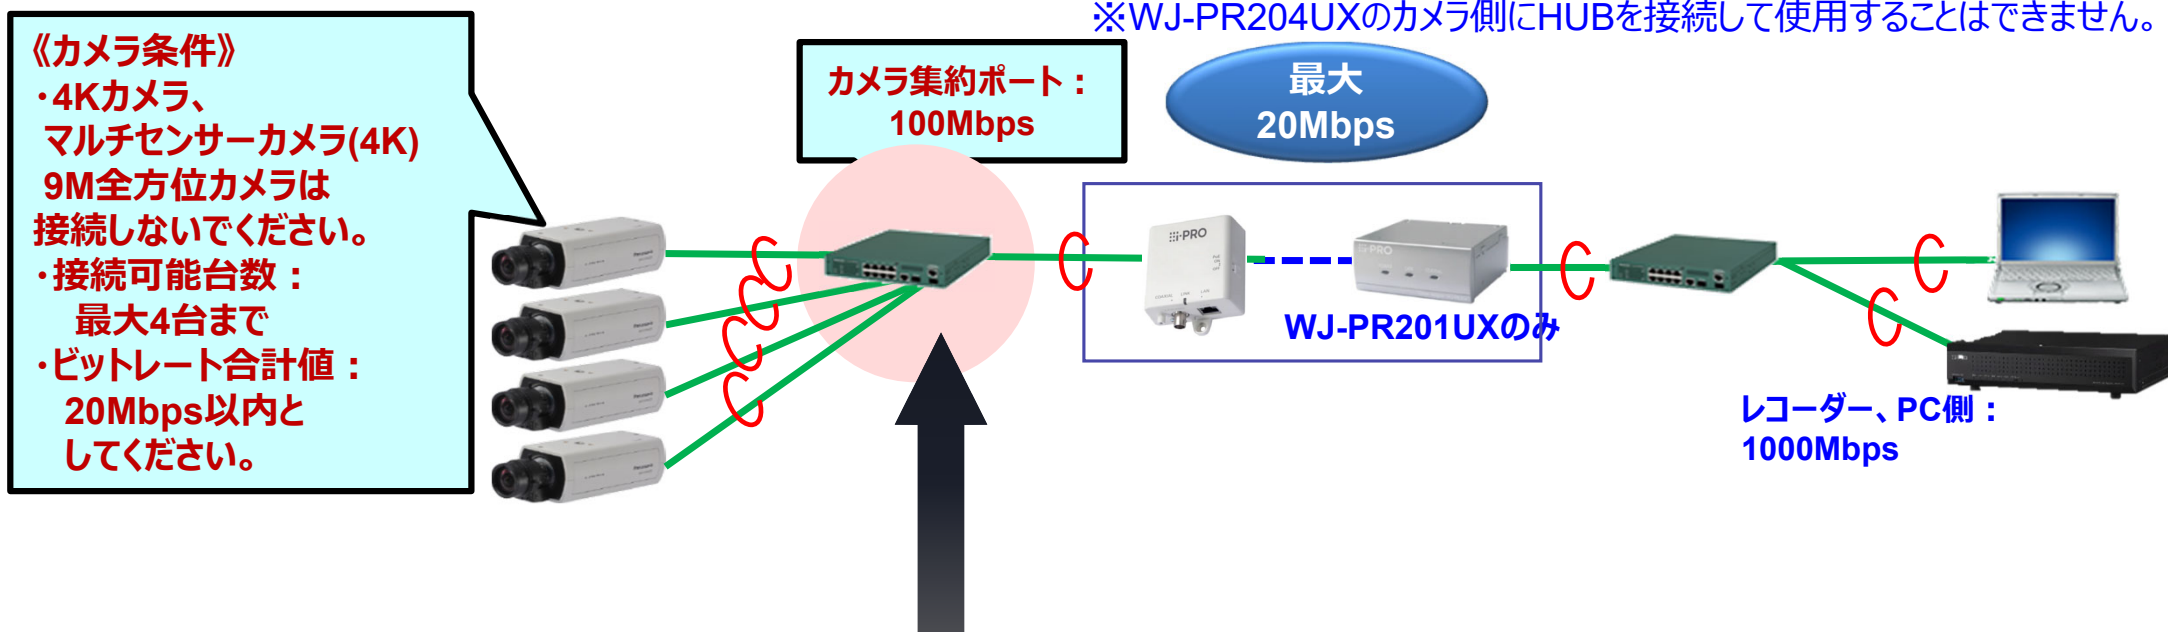 ※WJ-PR204UXのカメラ側にHUBを接続して使用することはできません。
《カメラ条件》
・4Kカメラ、
マルチセンサーカメラ(4K)
9M全方位カメラは
接続しないでください。
・接続可能台数：
最大4台まで
・ビットレート合計値：
20Mbps以内と
してください。
カメラ集約ポート：
100Mbps
最大
20Mbps
i-PRO
i-PRO
WJ-PR201UXのみ
レコーダー、PC側：
1000Mbps